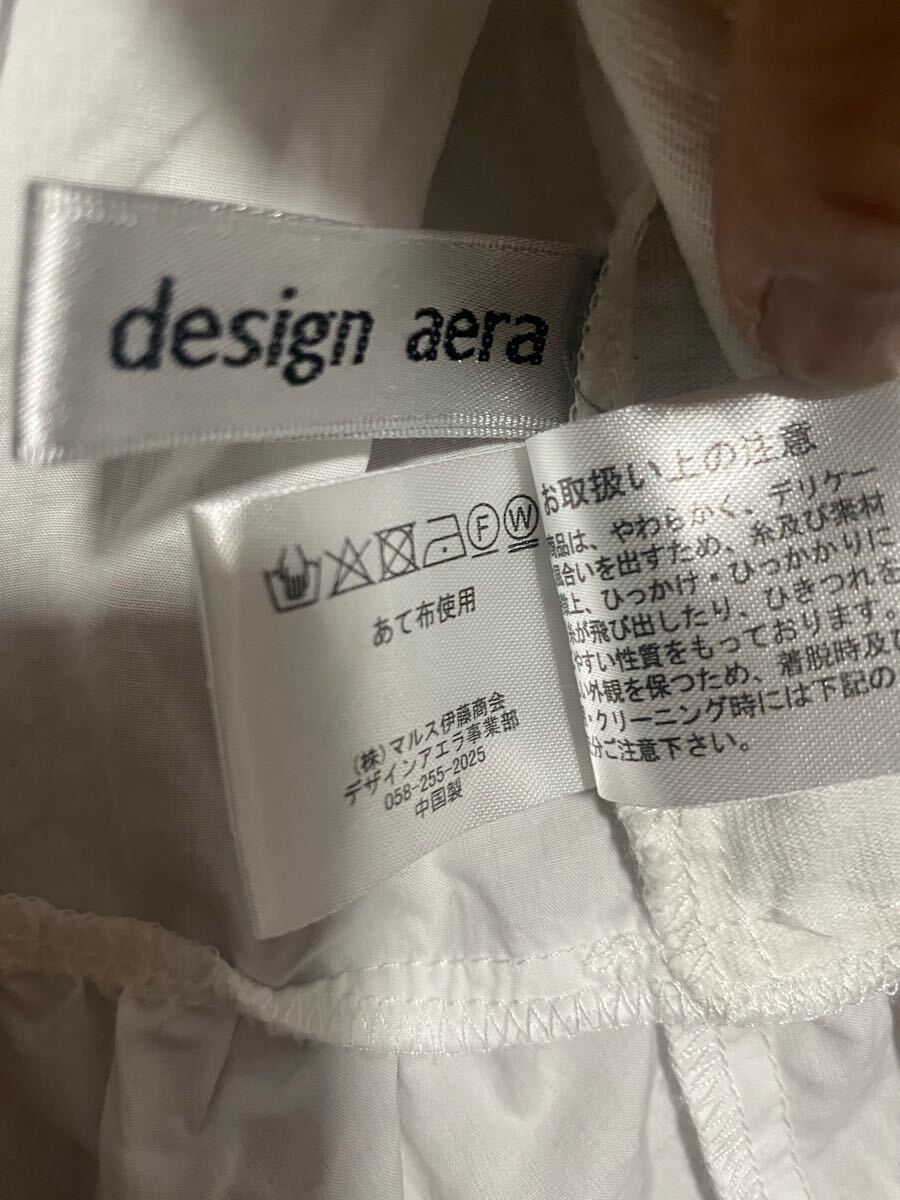 design aera
F W
あて布使用
(株)マルス伊藤商会
デザインアエラ事業部
058-255-2025
中国製
お取扱い上の注意
商品は、やわらかく、デリケー
風合いを出すため、糸及び素材
上、ひっかけ・ひっかかりに
糸が飛び出したり、ひきつれを
やすい性質をもっております。
い外観を保つため、着脱時及び
・クリーニング時には下記の
分ご注意下さい。